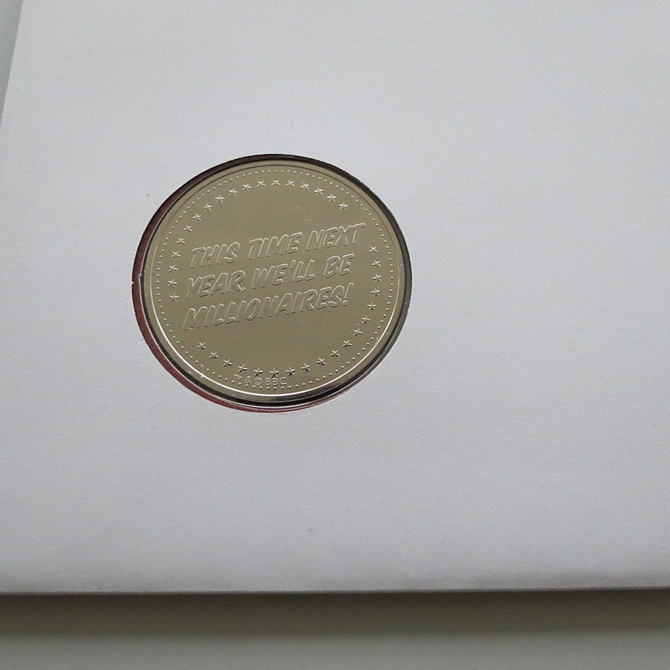 THIS TIME NEXT
YEAR WE'LL BE
MILLIONAIRES!
T&©BBC